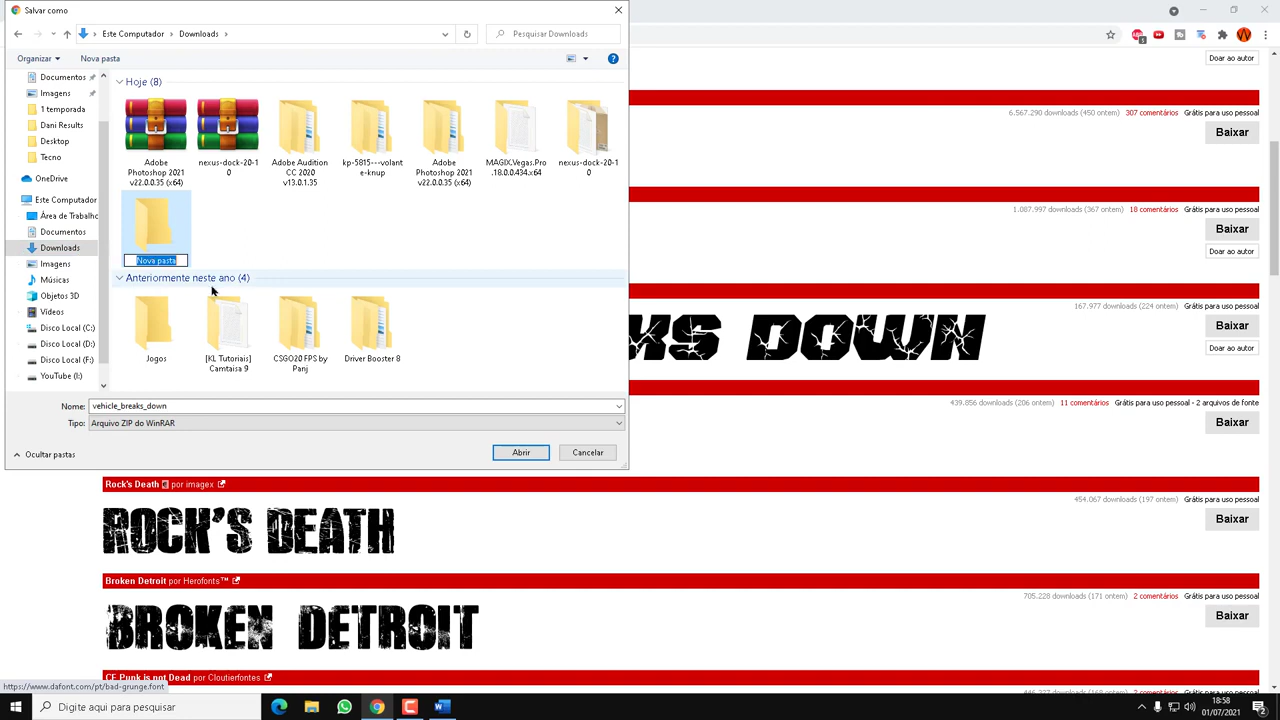 Salvar como
Este Computador
Downloads
Pesquisar Downloads
Organizar
Nova pasta
Documentos
Imagens
1 temporada
Dani Results
Desktop
Tecno
OneDrive
Este Computador
Área de Trabalho
Documentos
Downloads
Imagens
Músicas
Objetos 3D
Vídeos
Disco Local (C:)
Disco Local (D:)
Disco Local (F:)
YouTube (I:)
Hoje (8)
Adobe
Photoshop 2021
v22.0.0.35 (x64)
nexus-dock-20-1
0
Adobe Audition
CC 2020
v13.0.1.35
kp-5815---volant
e-knup
Adobe
Photoshop 2021
v22.0.0.35 (x64)
MAGIX.Vegas.Pro
.18.0.0.434.x64
nexus-dock-20-1
0
Nova pasta
Anteriormente neste ano (4)
Jogos
[KL Tutoriais]
Camtaisa 9
CSGO20 FPS by
Panj
Driver Booster 8
Nome: vehicle_breaks_down
Tipo: Arquivo ZIP do WinRAR
Ocultar pastas
Abrir
Cancelar
Doar ao autor
6.567.290 downloads (450 ontem) 307 comentários Grátis para uso pessoal
Baixar
1.087.997 downloads (367 ontem) 18 comentários Grátis para uso pessoal
Baixar
Doar ao autor
167.977 downloads (224 ontem) Grátis para uso pessoal
KS DOWN
Baixar
Doar ao autor
439.856 downloads (206 ontem) 11 comentários Grátis para uso pessoal - 2 arquivos de fonte
Baixar
Rock's Death € por imagex
454.067 downloads (197 ontem) Grátis para uso pessoal
ROCK'S DEATH
Baixar
Broken Detroit por Herofonts™
705.228 downloads (171 ontem) 2 comentários Grátis para uso pessoal
BROKEN DETROIT
Baixar
CF Punk is not Dead por Cloutierfontes
https://www.dafont.com/pt/bad-grunge.font
Digite aqui para pesquisar
18:58
01/07/2021
2